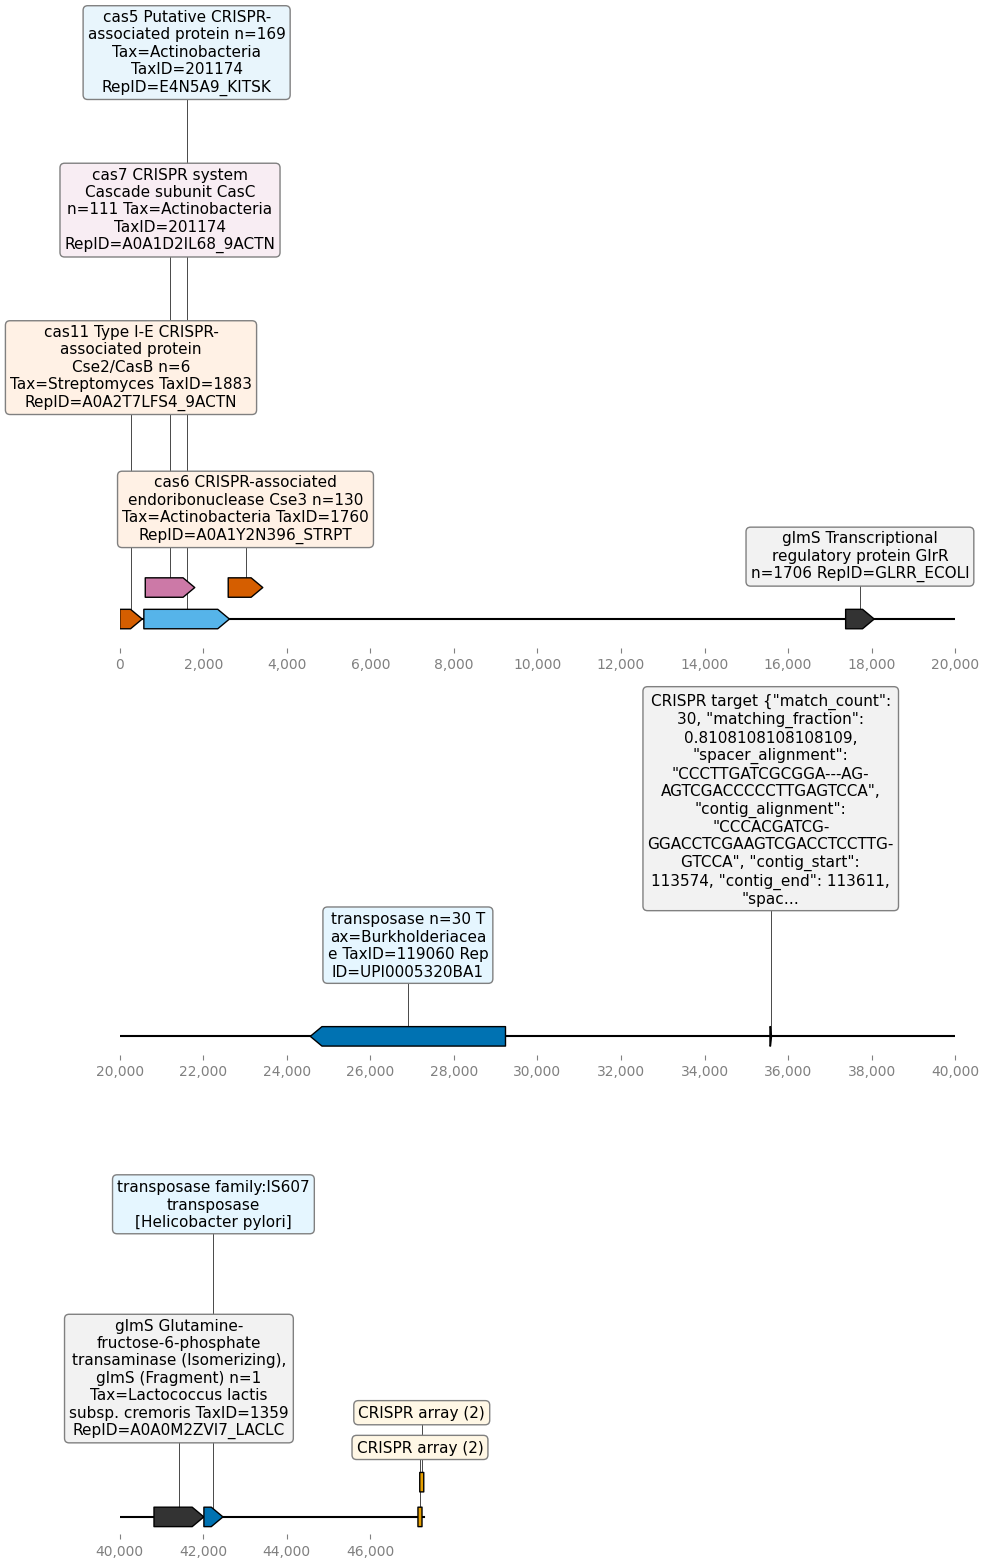 cas5 Putative CRISPR-
associated protein n=169
Tax=Actinobacteria
TaxID=201174
RepID=E4N5A9_KITSK
cas7 CRISPR system
Cascade subunit CasC
n=111 Tax=Actinobacteria
TaxID=201174
RepID=A0A1D2IL68_9ACTN
cas11 Type I-E CRISPR-
associated protein
Cse2/CasB n=6
Tax=Streptomyces TaxID=1883
RepID=A0A2T7LFS4_9ACTN
cas6 CRISPR-associated
endoribonuclease Cse3 n=130
Tax=Actinobacteria TaxID=1760
RepID=A0A1Y2N396_STRPT
glmS Transcriptional
regulatory protein GlrR
n=1706 RepID=GLRR_ECOLI
0 2,000 4,000 6,000 8,000 10,000 12,000 14,000 16,000 18,000 20,000
CRISPR target {"match_count":
30, "matching_fraction":
0.8108108108108109,
"spacer_alignment":
"CCCTTGATCGCGGA---AG-
AGTCGACCCCCTTGAGTCCA",
"contig_alignment":
"CCCACGATCG-
GGACCTCGAAGTCGACCTCCTTG-
GTCCA", "contig_start":
113574, "contig_end": 113611,
"spac...
transposase n=30 T
ax=Burkholderiacea
e TaxID=119060 Rep
ID=UPI0005320BA1
20,000 22,000 24,000 26,000 28,000 30,000 32,000 34,000 36,000 38,000 40,000
transposase family:IS607
transposase
[Helicobacter pylori]
glmS Glutamine-
fructose-6-phosphate
transaminase (Isomerizing),
glmS (Fragment) n=1
Tax=Lactococcus lactis
subsp. cremoris TaxID=1359
RepID=A0A0M2ZVI7_LACLC
CRISPR array (2)
CRISPR array (2)
40,000 42,000 44,000 46,000